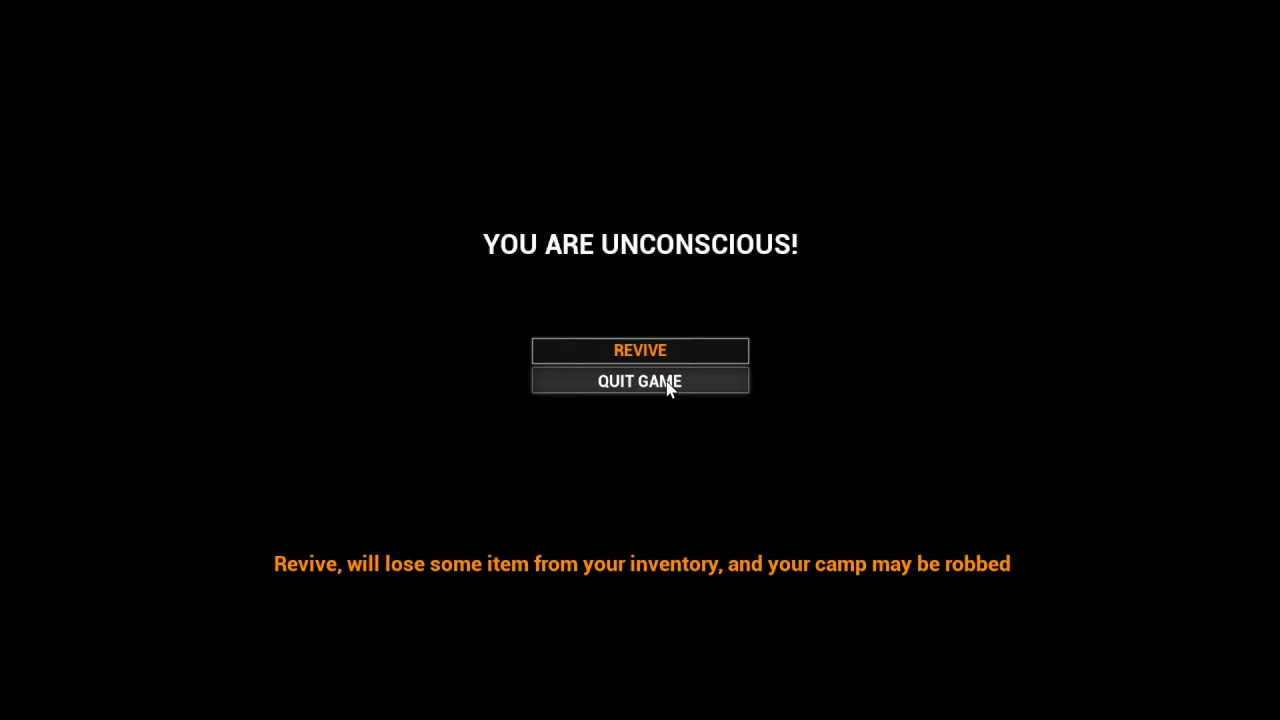 YOU ARE UNCONSCIOUS!
REVIVE
QUIT GAME
Revive, will lose some item from your inventory, and your camp may be robbed